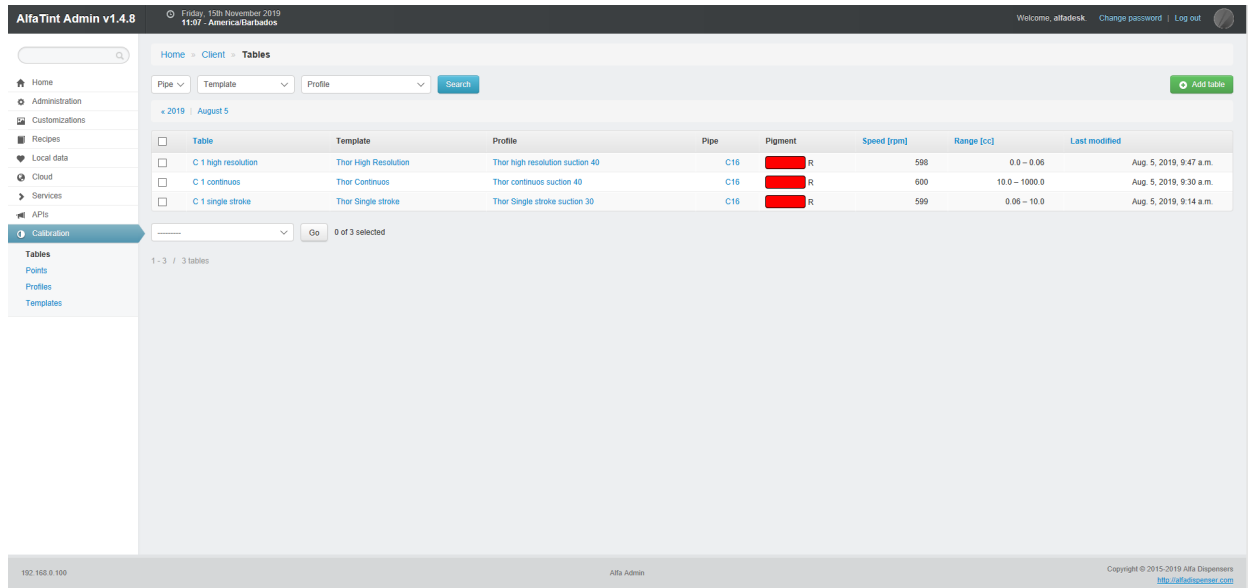 AlfaTint Admin v1.4.8
Friday, 15th November 2019
11:07 - America/Barbados
Welcome, alfadesk. Change password | Log out
Home » Client » Tables
Home
Administration
Customizations
Recipes
Local data
Cloud
Services
APIs
Calibration
Tables
Points
Profiles
Templates
Pipe Template Profile Search Add table
« 2019 | August 5
Table Template Profile Pipe Pigment Speed [rpm] Range [cc] Last modified
C 1 high resolution Thor High Resolution Thor high resolution suction 40 C16 R 598 0.0 – 0.06 Aug. 5, 2019, 9:47 a.m.
C 1 continuos Thor Continuos Thor continuos suction 40 C16 R 600 10.0 – 1000.0 Aug. 5, 2019, 9:30 a.m.
C 1 single stroke Thor Single stroke Thor Single stroke suction 30 C16 R 599 0.06 – 10.0 Aug. 5, 2019, 9:14 a.m.
--------- Go 0 of 3 selected
1 - 3 / 3 tables
192.168.0.100
Alfa Admin
Copyright © 2015-2019 Alfa Dispensers
http://alfadispenser.com